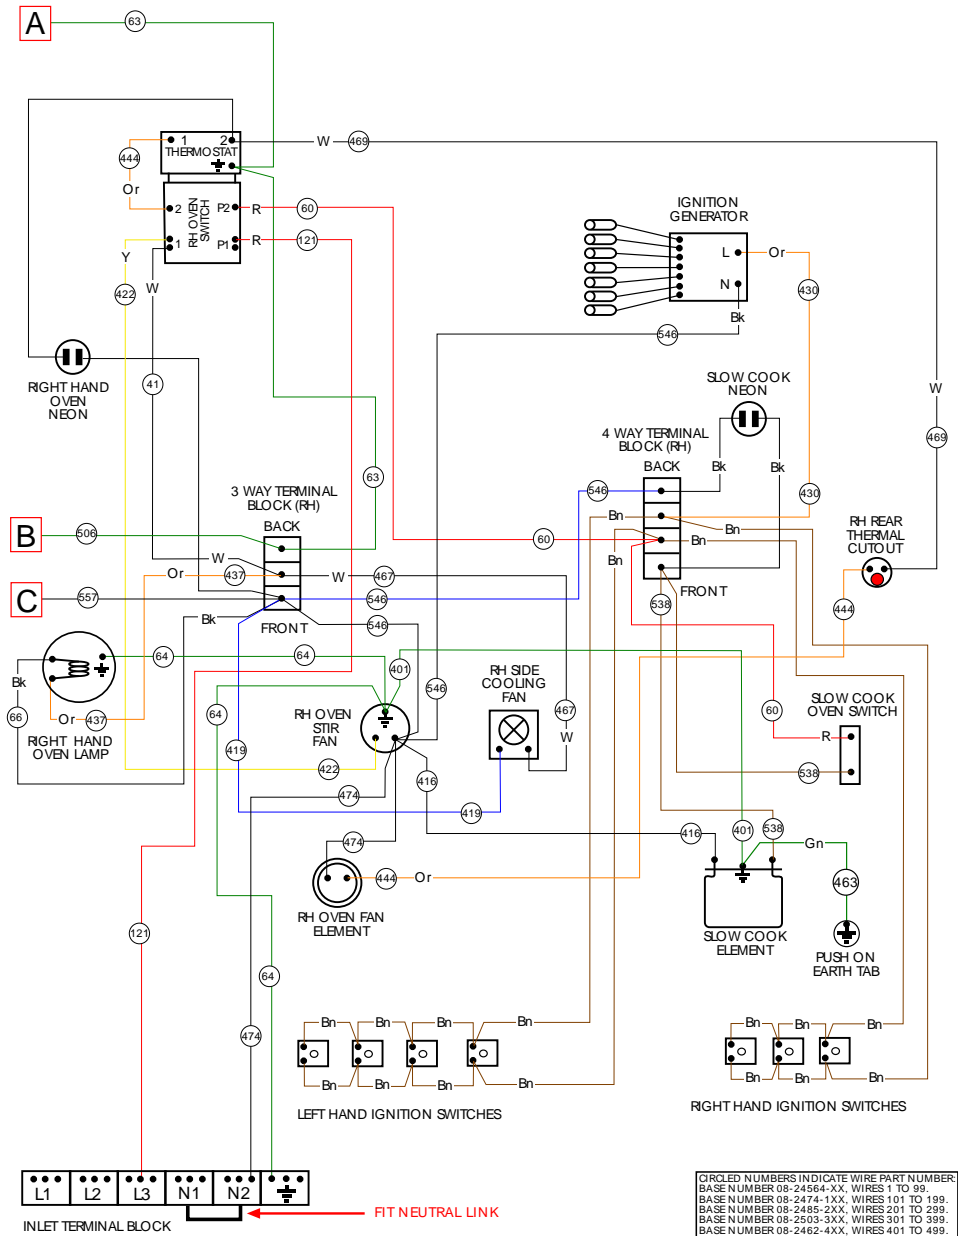 A
63
1
2
THERMOSTAT
W
469
444
Or
2
P2
R
60
RH OVEN
SWITCH
1
P1
R
121
Y
W
422
IGNITION
GENERATOR
L
Or
N
430
Bk
546
RIGHT HAND
OVEN
NEON
41
SLOW COOK
NEON
W
469
4 WAY TERMINAL
BLOCK (RH)
BACK
Bk
Bk
63
3 WAY TERMINAL
BLOCK (RH)
BACK
546
430
B
506
Bn
Bn
RH REAR
THERMAL
CUTOUT
60
Bn
Bn
W
Or
437
W
467
FRONT
C
557
546
538
444
Bk
FRONT
546
64
64
401
Bk
64
546
RH SIDE
COOLING
FAN
SLOW COOK
OVEN SWITCH
66
Or
437
RIGHT HAND
OVEN LAMP
RH OVEN
STIR
FAN
467
W
60
R
419
422
416
538
474
419
474
416
401
538
Gn
444
Or
463
RH OVEN FAN
ELEMENT
121
SLOW COOK
ELEMENT
PUSH ON
EARTH TAB
64
474
Bn
Bn
Bn
Bn
Bn
Bn
Bn
Bn
Bn
Bn
Bn
Bn
Bn
Bn
LEFT HAND IGNITION SWITCHES
RIGHT HAND IGNITION SWITCHES
L1
L2
L3
N1
N2
FIT NEUTRAL LINK
INLET TERMINAL BLOCK
CIRCLED NUMBERS INDICATE WIRE PART NUMBER:
BASE NUMBER 08-24564-XX, WIRES 1 TO 99.
BASE NUMBER 08-2474-1XX, WIRES 101 TO 199.
BASE NUMBER 08-2485-2XX, WIRES 201 TO 299.
BASE NUMBER 08-2503-3XX, WIRES 301 TO 399.
BASE NUMBER 08-2462-4XX, WIRES 401 TO 499.